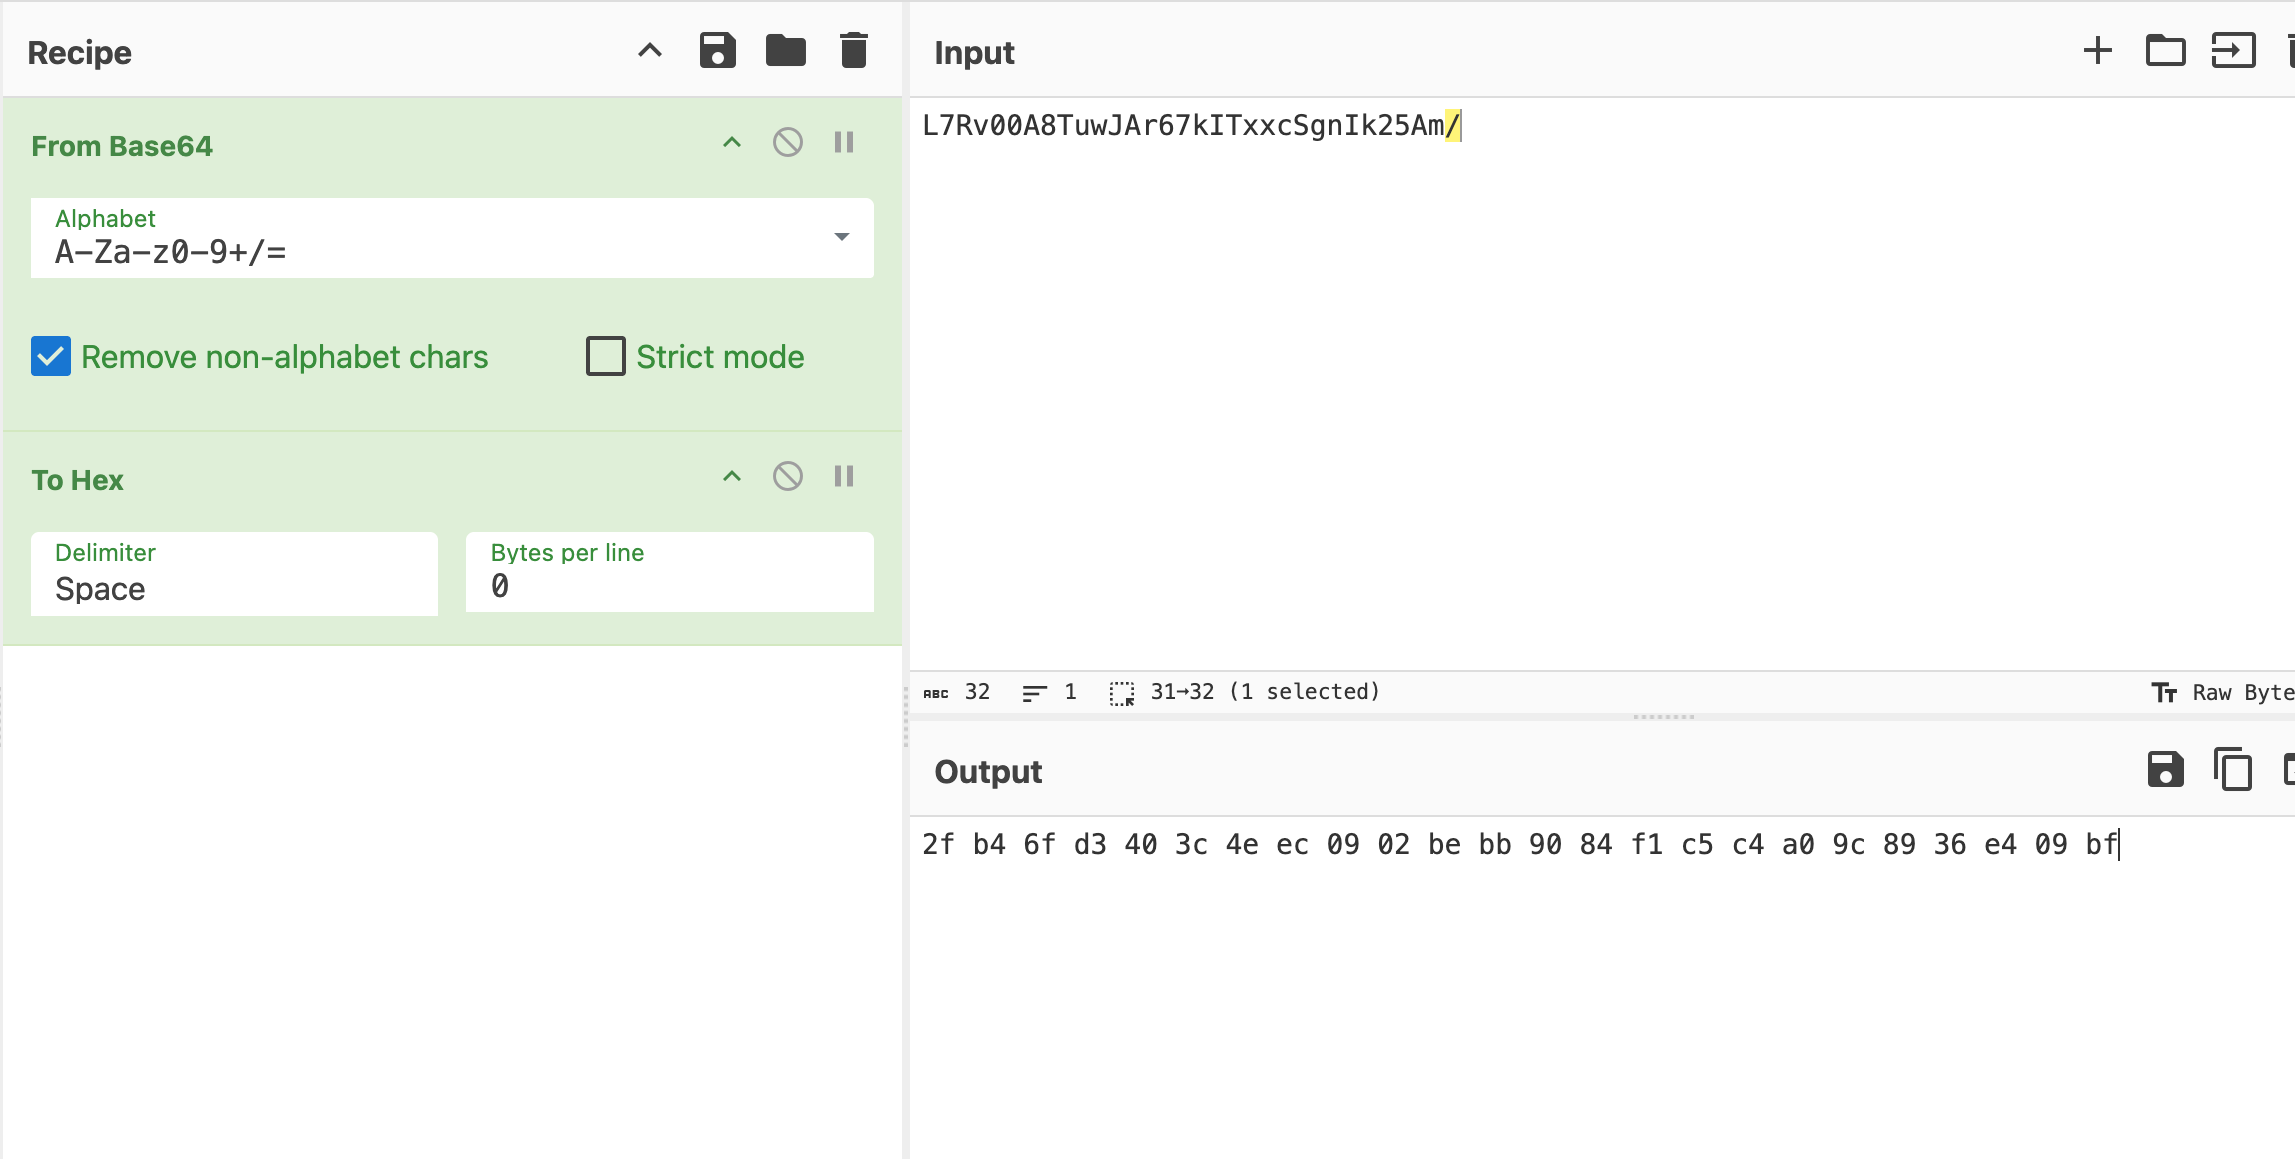 Recipe
From Base64
Alphabet
A-Za-z0-9+/=
Remove non-alphabet chars
Strict mode
To Hex
Delimiter
Space
Bytes per line
0
Input
L7Rv00A8TuwJAr67kITxxcSgnIk25Am/
ABC 32 1 31→32 (1 selected)
Tт Raw Byte
Output
2f b4 6f d3 40 3c 4e ec 09 02 be bb 90 84 f1 c5 c4 a0 9c 89 36 e4 09 bf